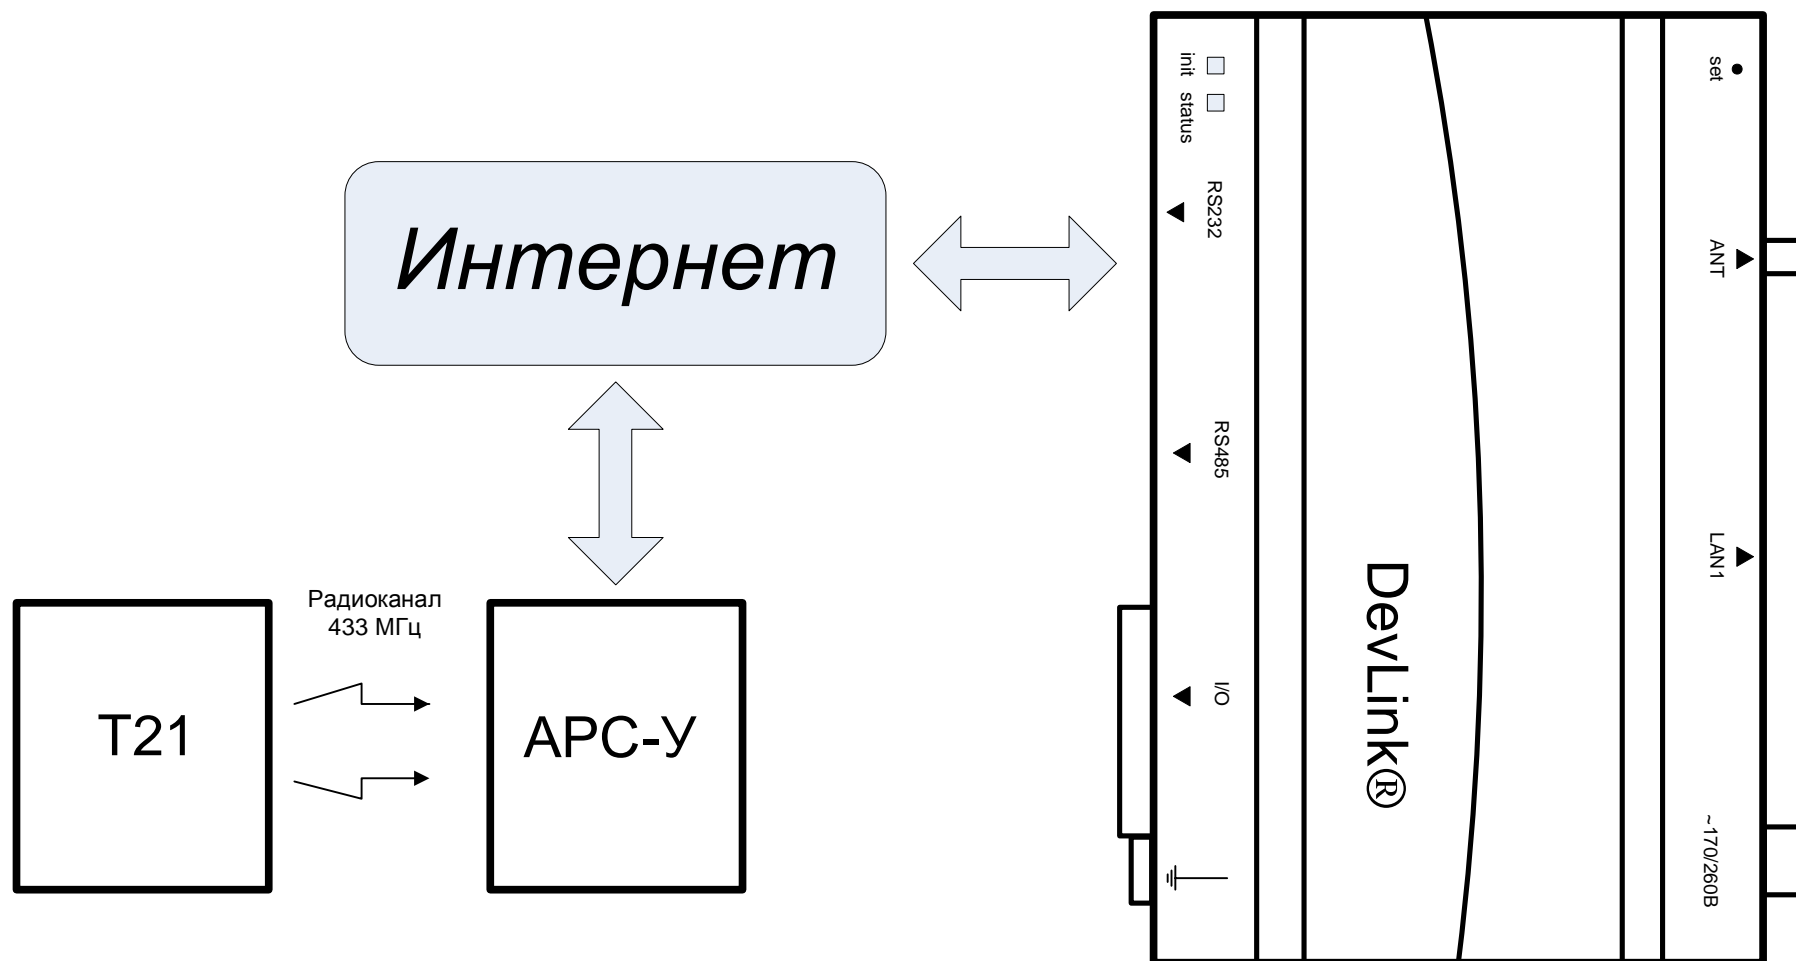 Интернет
Радиоканал
433 МГц
T21
АРС-У
init
status
RS232
RS485
I/O
DevLink®
set
ANT
LAN1
~170/260В